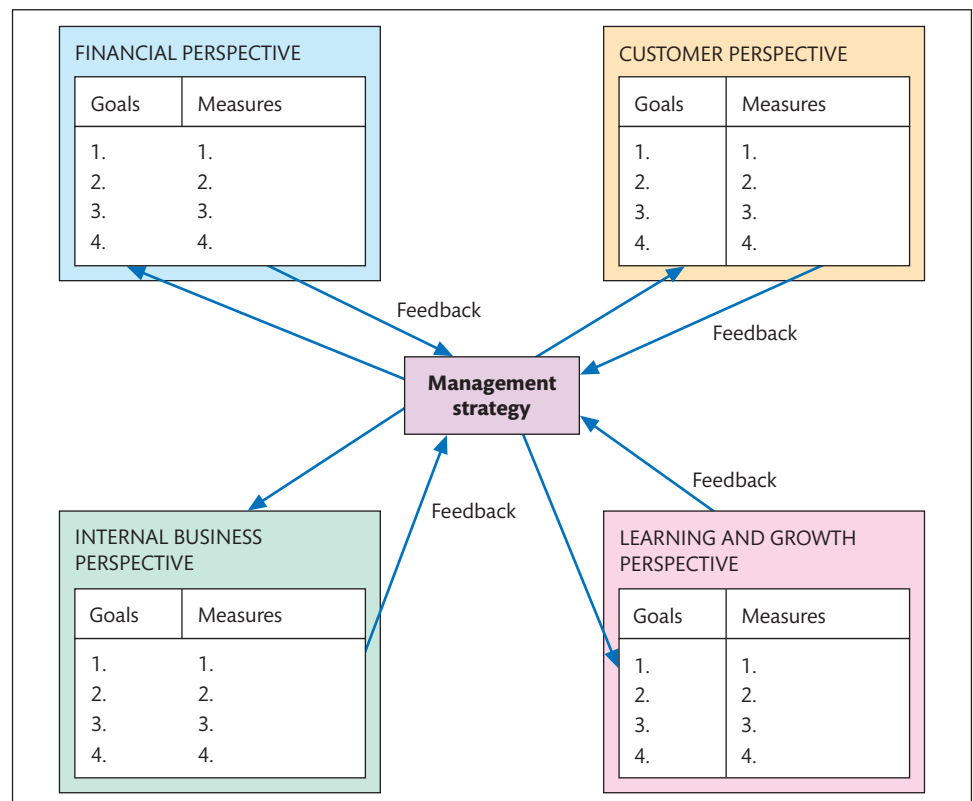 FINANCIAL PERSPECTIVE
Goals Measures
1. 1.
2. 2.
3. 3.
4. 4.
CUSTOMER PERSPECTIVE
Goals Measures
1. 1.
2. 2.
3. 3.
4. 4.
Feedback
Feedback
Management
strategy
Feedback
Feedback
INTERNAL BUSINESS
PERSPECTIVE
Goals Measures
1. 1.
2. 2.
3. 3.
4. 4.
LEARNING AND GROWTH
PERSPECTIVE
Goals Measures
1. 1.
2. 2.
3. 3.
4. 4.